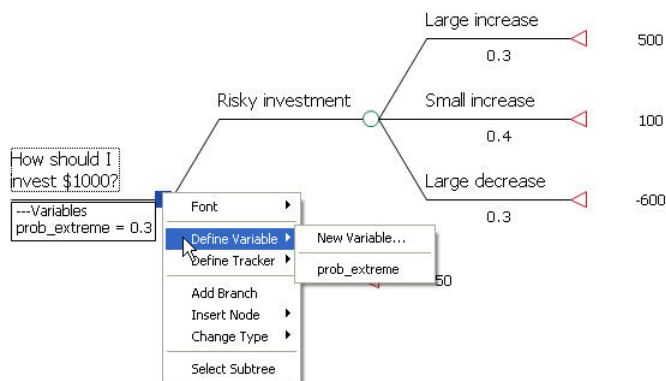 Large increase
0.3
500
Risky investment
Small increase
0.4
100
How should I
invest $1000?
Large decrease
0.3
-600
---Variables
prob_extreme = 0.3
Font
Define Variable
New Variable...
Define Tracker
prob_extreme
50
Add Branch
Insert Node
Change Type
Select Subtree